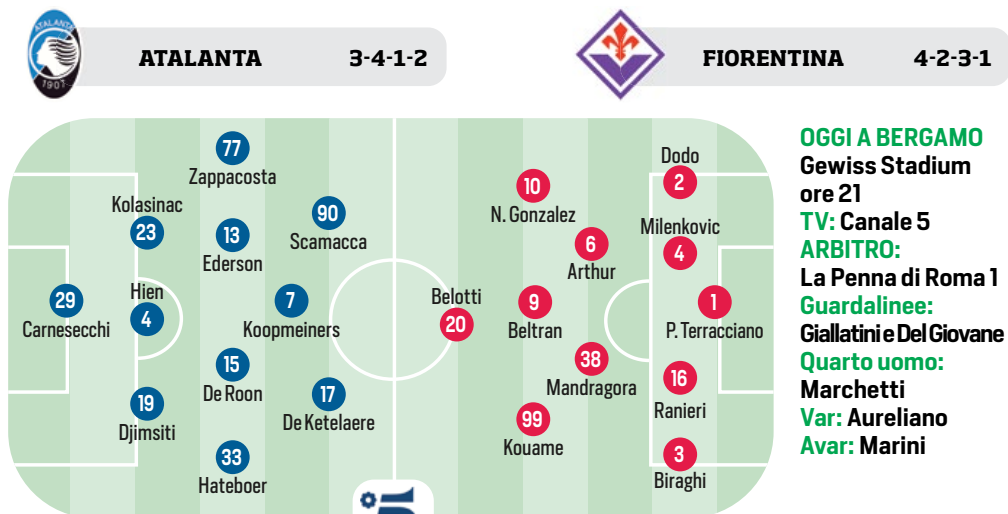 ATALANTA
1907
ATALANTA 3-4-1-2
FIORENTINA 4-2-3-1
77
Zappacosta
Kolasinac
23
13
Ederson
90
Scamacca
29
Carnesecchi
Hien
4
7
Koopmeiners
15
De Roon
19
Djimsiti
17
De Ketelaere
33
Hateboer
Dodo
2
10
N. Gonzalez
Milenkovic
4
6
Arthur
Belotti
20
9
Beltran
1
P. Terracciano
38
Mandragora
16
Ranieri
99
Kouame
3
Biraghi
OGGI A BERGAMO
Gewiss Stadium
ore 21
TV: Canale 5
ARBITRO:
La Penna di Roma 1
Guardalinee:
Giallatini e Del Giovane
Quarto uomo:
Marchetti
Var: Aureliano
Avar: Marini